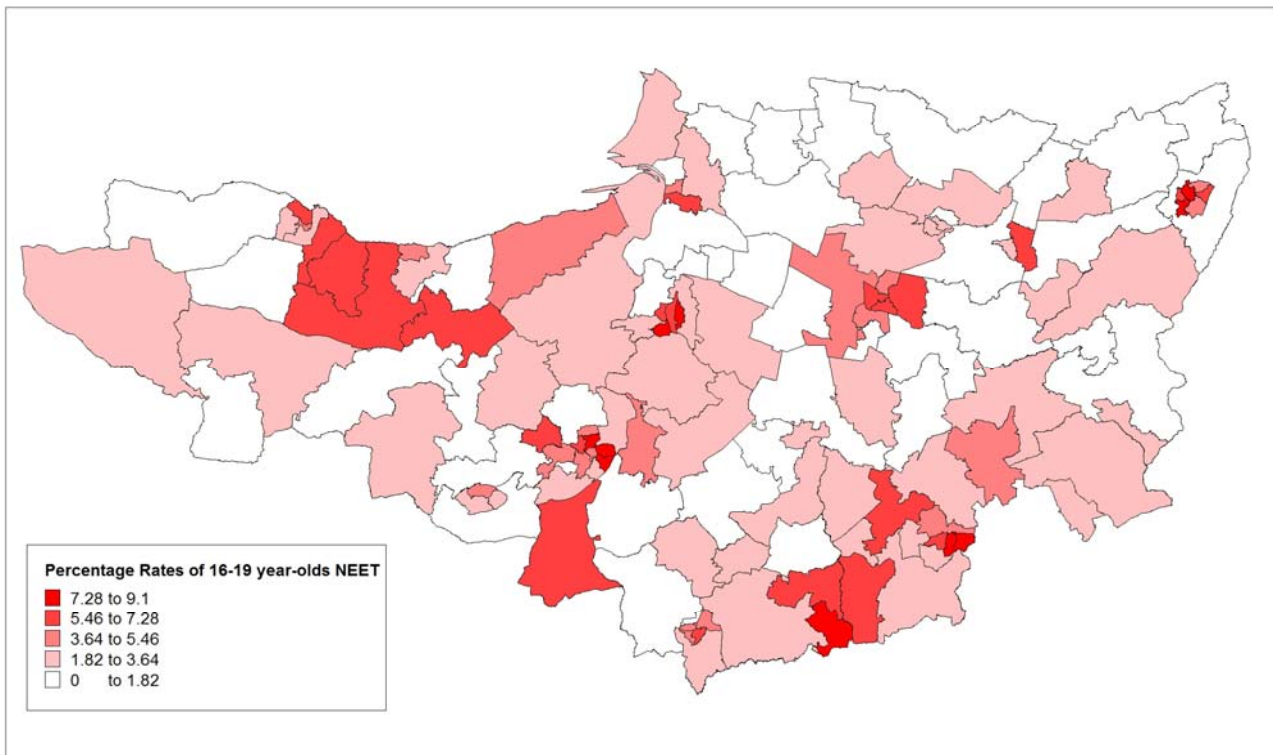 Percentage Rates of 16-19 year-olds NEET
7.28 to 9.1
5.46 to 7.28
3.64 to 5.46
1.82 to 3.64
0 to 1.82